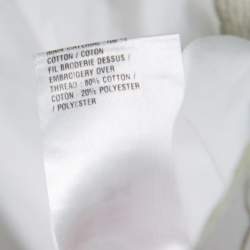 COTTON / COTON
FIL BRODERIE DESSUS /
EMBROIDERY OVER
THREAD : 80% COTTON /
COTON - 20% POLYESTER
/ POLYESTER